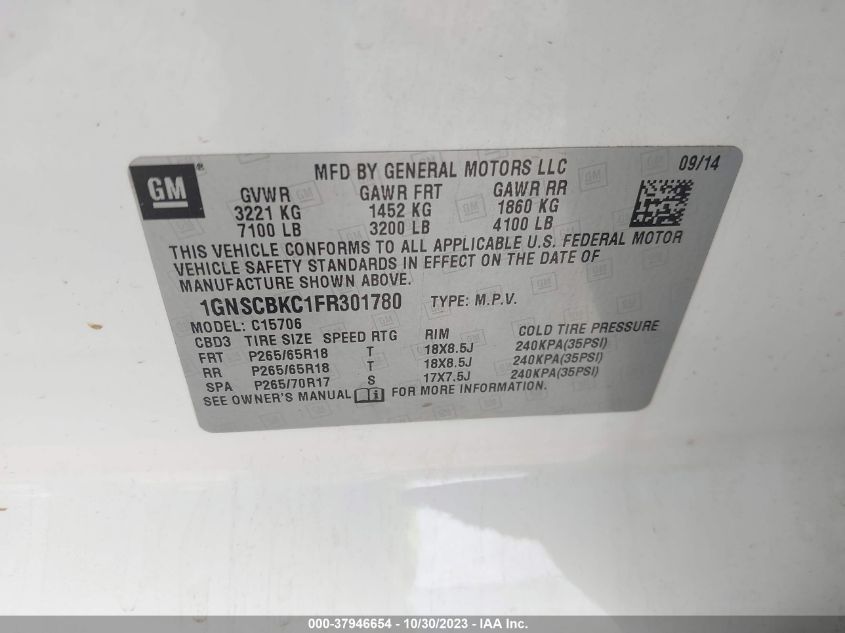 GM®
MFD BY GENERAL MOTORS LLC 09/14
GVWR GAWR FRT GAWR RR
3221 KG 1452 KG 1860 KG
7100 LB 3200 LB 4100 LB
THIS VEHICLE CONFORMS TO ALL APPLICABLE U.S. FEDERAL MOTOR
VEHICLE SAFETY STANDARDS IN EFFECT ON THE DATE OF
MANUFACTURE SHOWN ABOVE.
1GNSCBKC1FR301780 TYPE: M.P.V.
MODEL: C15706
CBD3 TIRE SIZE SPEED RTG RIM COLD TIRE PRESSURE
FRT P265/65R18 T 18X8.5J 240KPA(35PSI)
RR P265/65R18 T 18X8.5J 240KPA(35PSI)
SPA P265/70R17 S 17X7.5J 240KPA(35PSI)
SEE OWNER'S MANUAL FOR MORE INFORMATION.
000-37946654 - 10/30/2023 - IAA Inc.